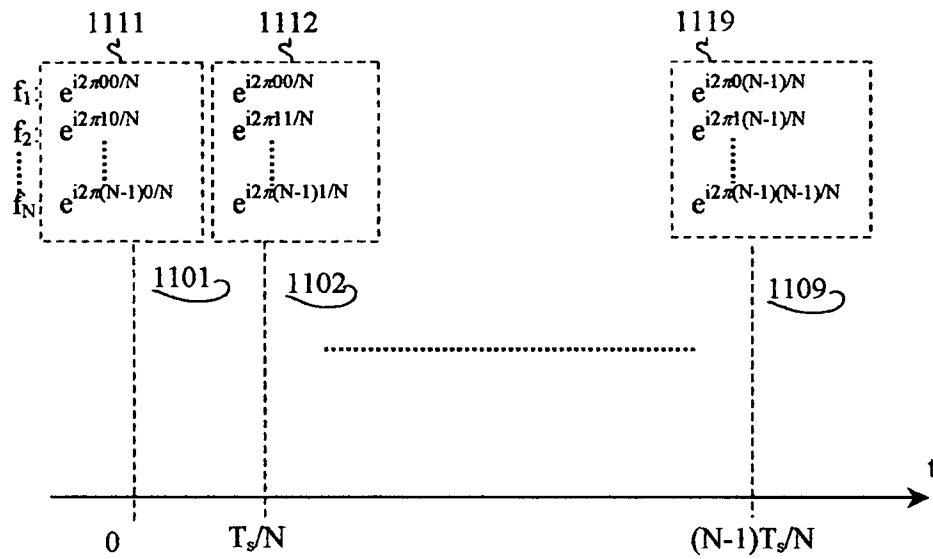 1111 1112 1119
f₁: e^{i2π00/N} e^{i2π00/N} e^{i2π0(N-1)/N}
f₂: e^{i2π10/N} e^{i2π11/N} e^{i2π1(N-1)/N}
f_N: e^{i2π(N-1)0/N} e^{i2π(N-1)1/N} e^{i2π(N-1)(N-1)/N}
1101 1102 1109
t
0 Tₛ/N (N-1)Tₛ/N